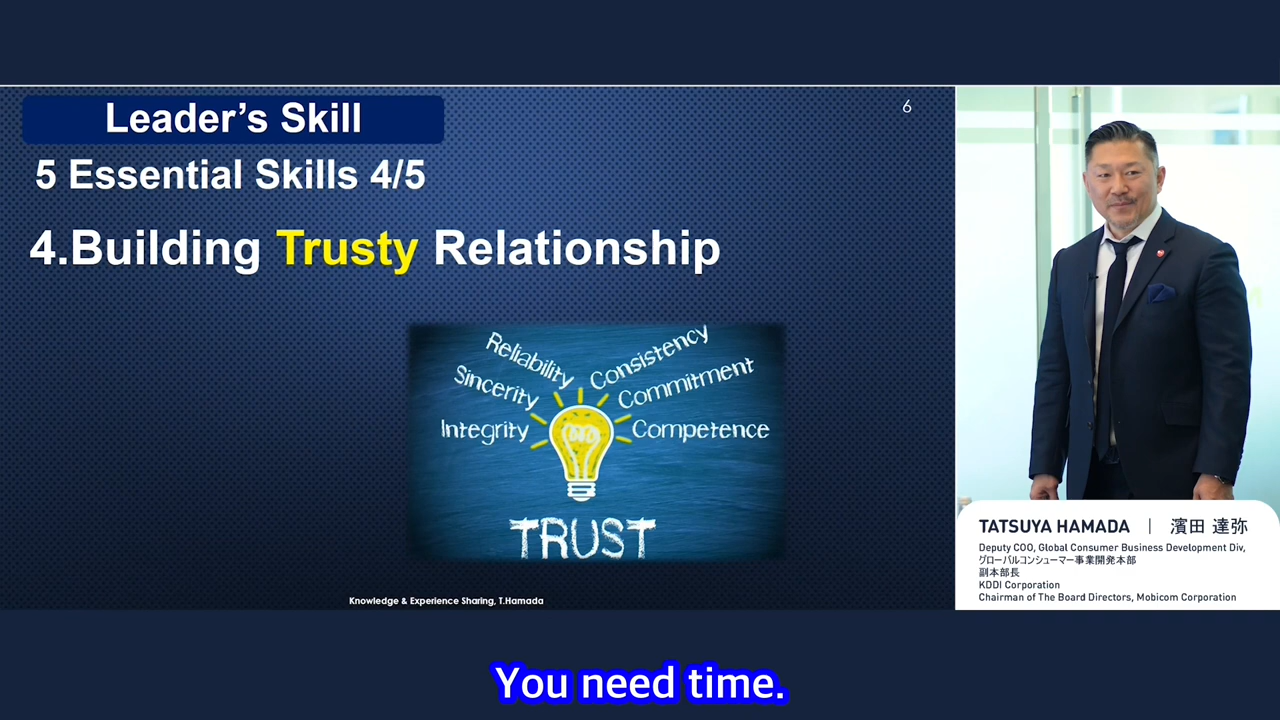 Leader's Skill
6
5 Essential Skills 4/5
4.Building Trusty Relationship
Reliability
Consistency
Sincerity
Commitment
Integrity
Competence
TRUST
Knowledge & Experience Sharing, T.Hamada
TATSUYA HAMADA | 濱田 達弥
Deputy COO, Global Consumer Business Development Div,
グローバルコンシューマー事業開発本部
副本部長
KDDI Corporation
Chairman of The Board Directors, Mobicom Corporation
You need time.